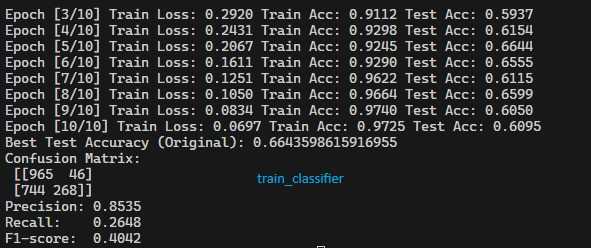 Epoch [3/10] Train Loss: 0.2920 Train Acc: 0.9112 Test Acc: 0.5937
Epoch [4/10] Train Loss: 0.2431 Train Acc: 0.9298 Test Acc: 0.6154
Epoch [5/10] Train Loss: 0.2067 Train Acc: 0.9245 Test Acc: 0.6644
Epoch [6/10] Train Loss: 0.1611 Train Acc: 0.9290 Test Acc: 0.6555
Epoch [7/10] Train Loss: 0.1251 Train Acc: 0.9622 Test Acc: 0.6115
Epoch [8/10] Train Loss: 0.1050 Train Acc: 0.9664 Test Acc: 0.6599
Epoch [9/10] Train Loss: 0.0834 Train Acc: 0.9740 Test Acc: 0.6050
Epoch [10/10] Train Loss: 0.0697 Train Acc: 0.9725 Test Acc: 0.6095
Best Test Accuracy (Original): 0.6643598615916955
Confusion Matrix:
[[965 46]
[744 268]]
train_classifier
Precision: 0.8535
Recall: 0.2648
F1-score: 0.4042